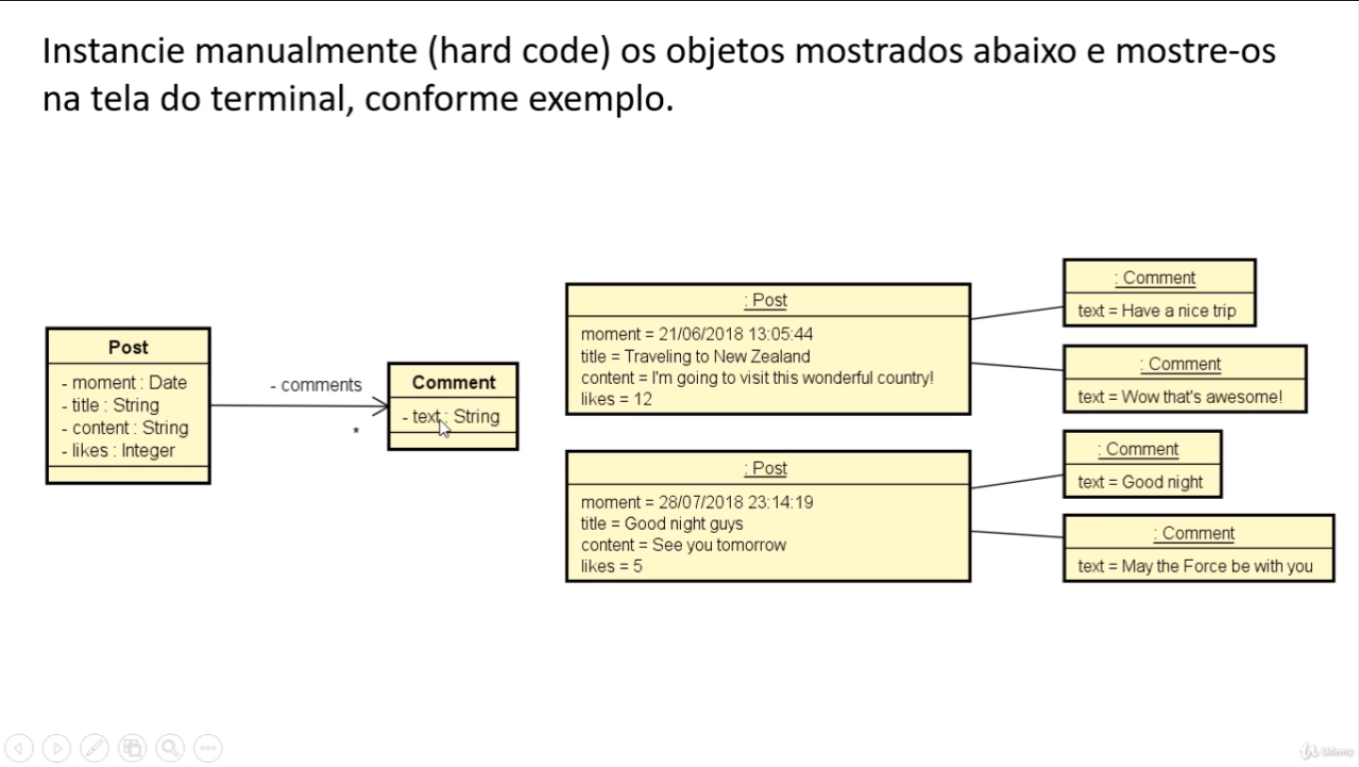 Instancie manualmente (hard code) os objetos mostrados abaixo e mostre-os
na tela do terminal, conforme exemplo.
Post
- moment : Date
- title : String
- content : String
- likes : Integer
- comments
*
Comment
- text : String
: Post
moment = 21/06/2018 13:05:44
title = Traveling to New Zealand
content = I'm going to visit this wonderful country!
likes = 12
: Comment
text = Have a nice trip
: Comment
text = Wow that's awesome!
: Post
moment = 28/07/2018 23:14:19
title = Good night guys
content = See you tomorrow
likes = 5
: Comment
text = Good night
: Comment
text = May the Force be with you
Udemy